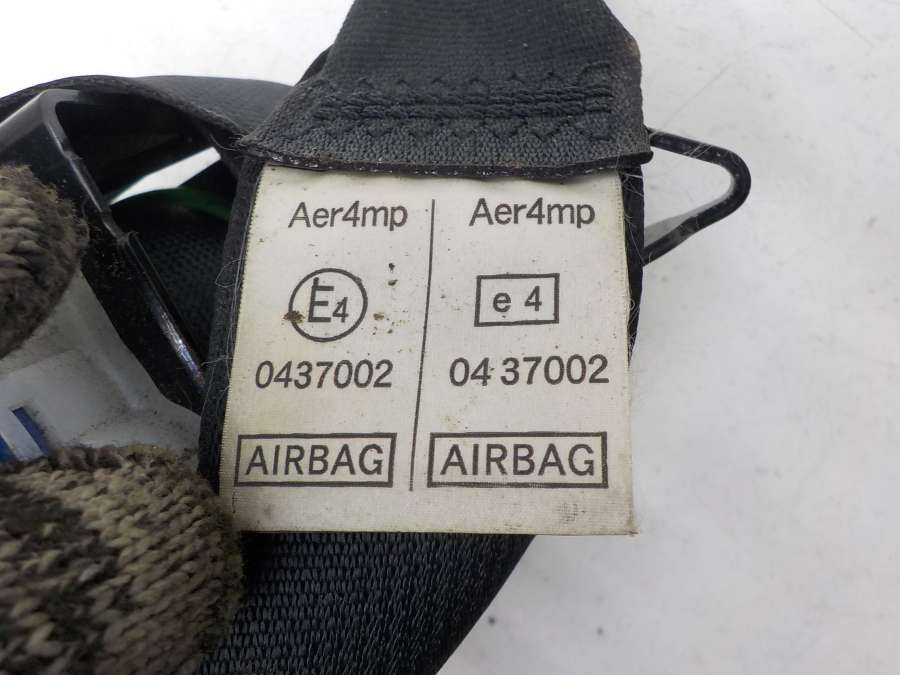 Aer4mp
E4
0437002
AIRBAG
Aer4mp
e 4
04 37002
AIRBAG